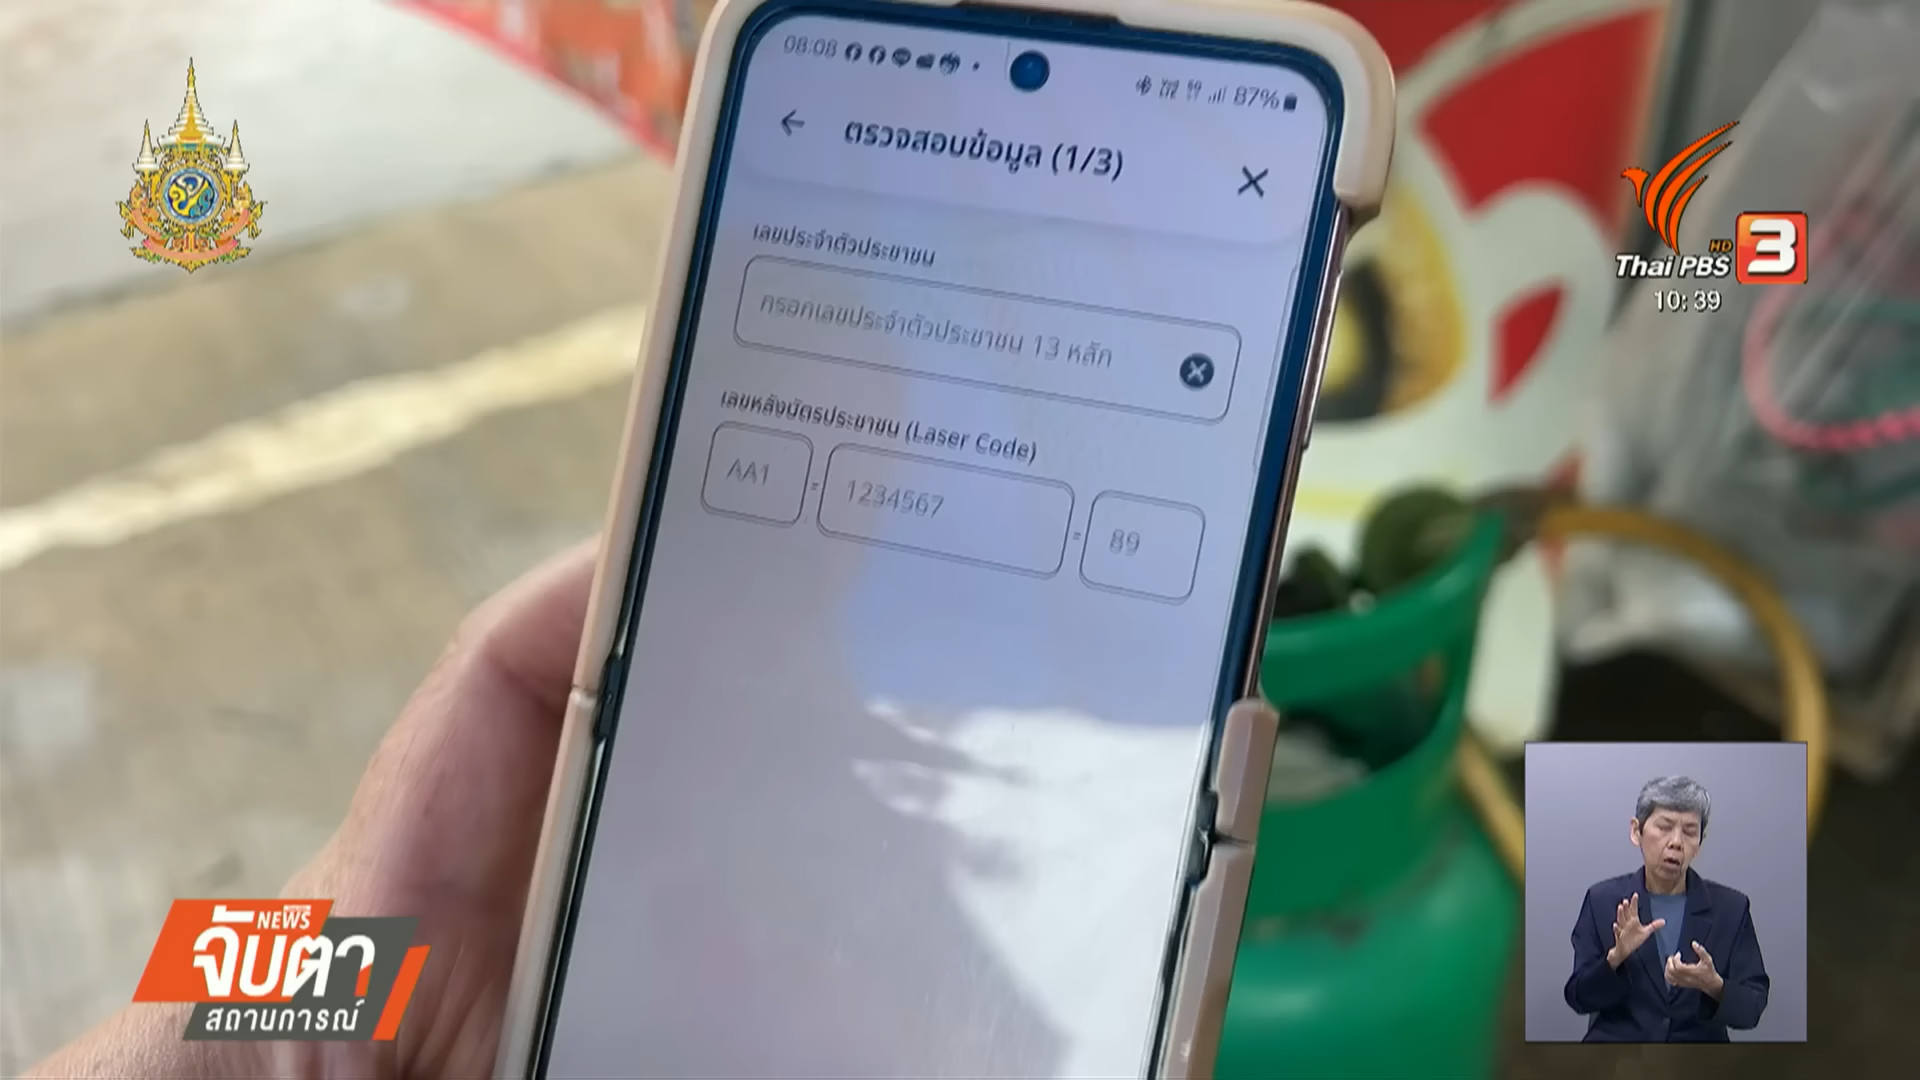 08:08
87%
ตรวจสอบข้อมูล (1/3)
เลขประจำตัวประชาชน
กรอกเลขประจำตัวประชาชน 13 หลัก
เลขหลังบัตรประชาชน (Laser Code)
AA1 - 1234567 - 89
Thai PBS HD 3
10:39
NEWS
จับตา
สถานการณ์